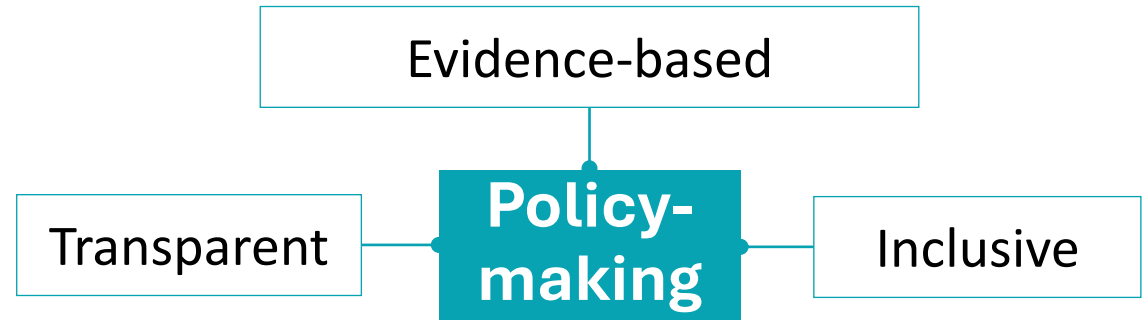 Evidence-based
Transparent
Policy-
making
Inclusive